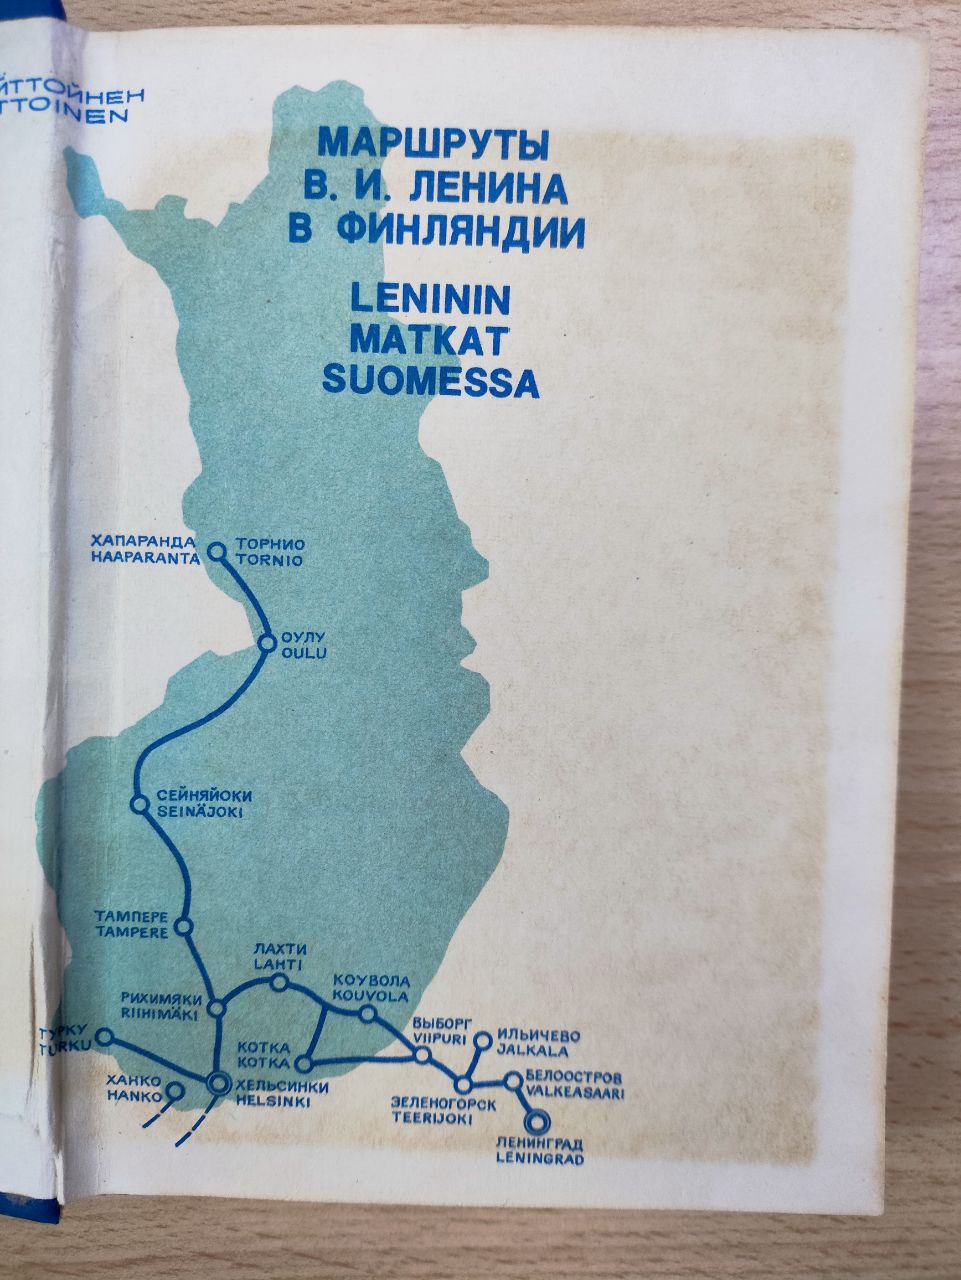 МАРШРУТЫ
В. И. ЛЕНИНА
В ФИНЛЯНДИИ
LENININ
MATKAT
SUOMESSA
ХАПАРАНДА
HAAPARANTA
ТОРНИО
TORNIO
ОУЛУ
OULU
СЕЙНЯЙОКИ
SEINÄJOKI
ТАМПЕРЕ
TAMPERE
ЛАХТИ
LAHTI
РИХИМЯКИ
RIIHIMÄKI
КОУВОЛА
KOUVOLA
ТУРКУ
TURKU
КОТКА
KOTKA
ВЫБОРГ
VIIPURI
ИЛЬИЧЕВО
JALKALA
ХАНКО
HANKO
ХЕЛЬСИНКИ
HELSINKI
БЕЛООСТРОВ
VALKEASAARI
ЗЕЛЕНОГОРСК
TEERIJOKI
ЛЕНИНГРАД
LENINGRAD